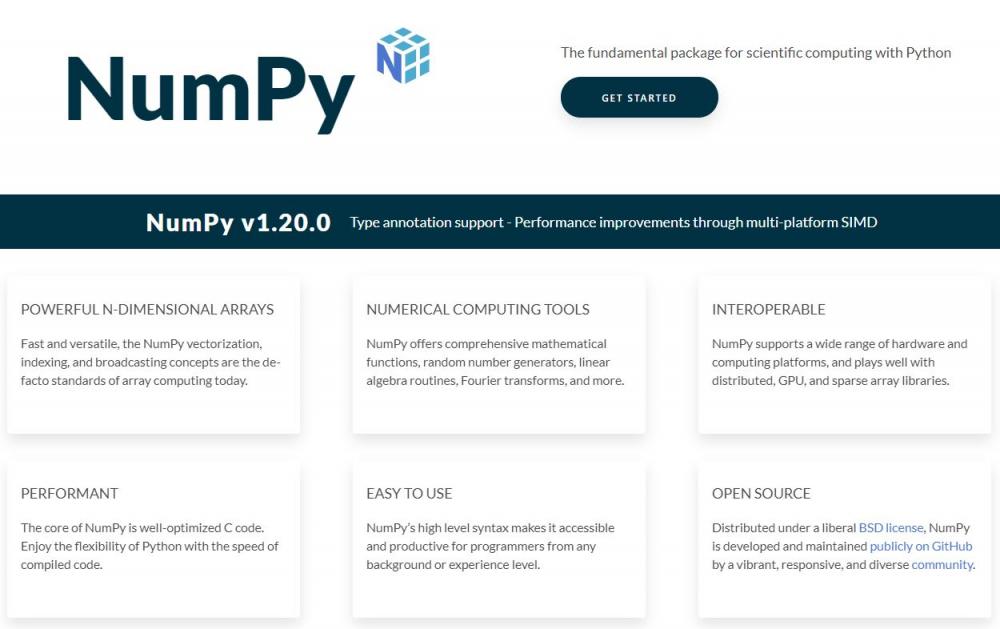 NumPy
The fundamental package for scientific computing with Python
GET STARTED
NumPy v1.20.0 Type annotation support - Performance improvements through multi-platform SIMD
POWERFUL N-DIMENSIONAL ARRAYS
Fast and versatile, the NumPy vectorization,
indexing, and broadcasting concepts are the de-
facto standards of array computing today.
NUMERICAL COMPUTING TOOLS
NumPy offers comprehensive mathematical
functions, random number generators, linear
algebra routines, Fourier transforms, and more.
INTEROPERABLE
NumPy supports a wide range of hardware and
computing platforms, and plays well with
distributed, GPU, and sparse array libraries.
PERFORMANT
The core of NumPy is well-optimized C code.
Enjoy the flexibility of Python with the speed of
compiled code.
EASY TO USE
NumPy's high level syntax makes it accessible
and productive for programmers from any
background or experience level.
OPEN SOURCE
Distributed under a liberal BSD license, NumPy
is developed and maintained publicly on GitHub
by a vibrant, responsive, and diverse community.